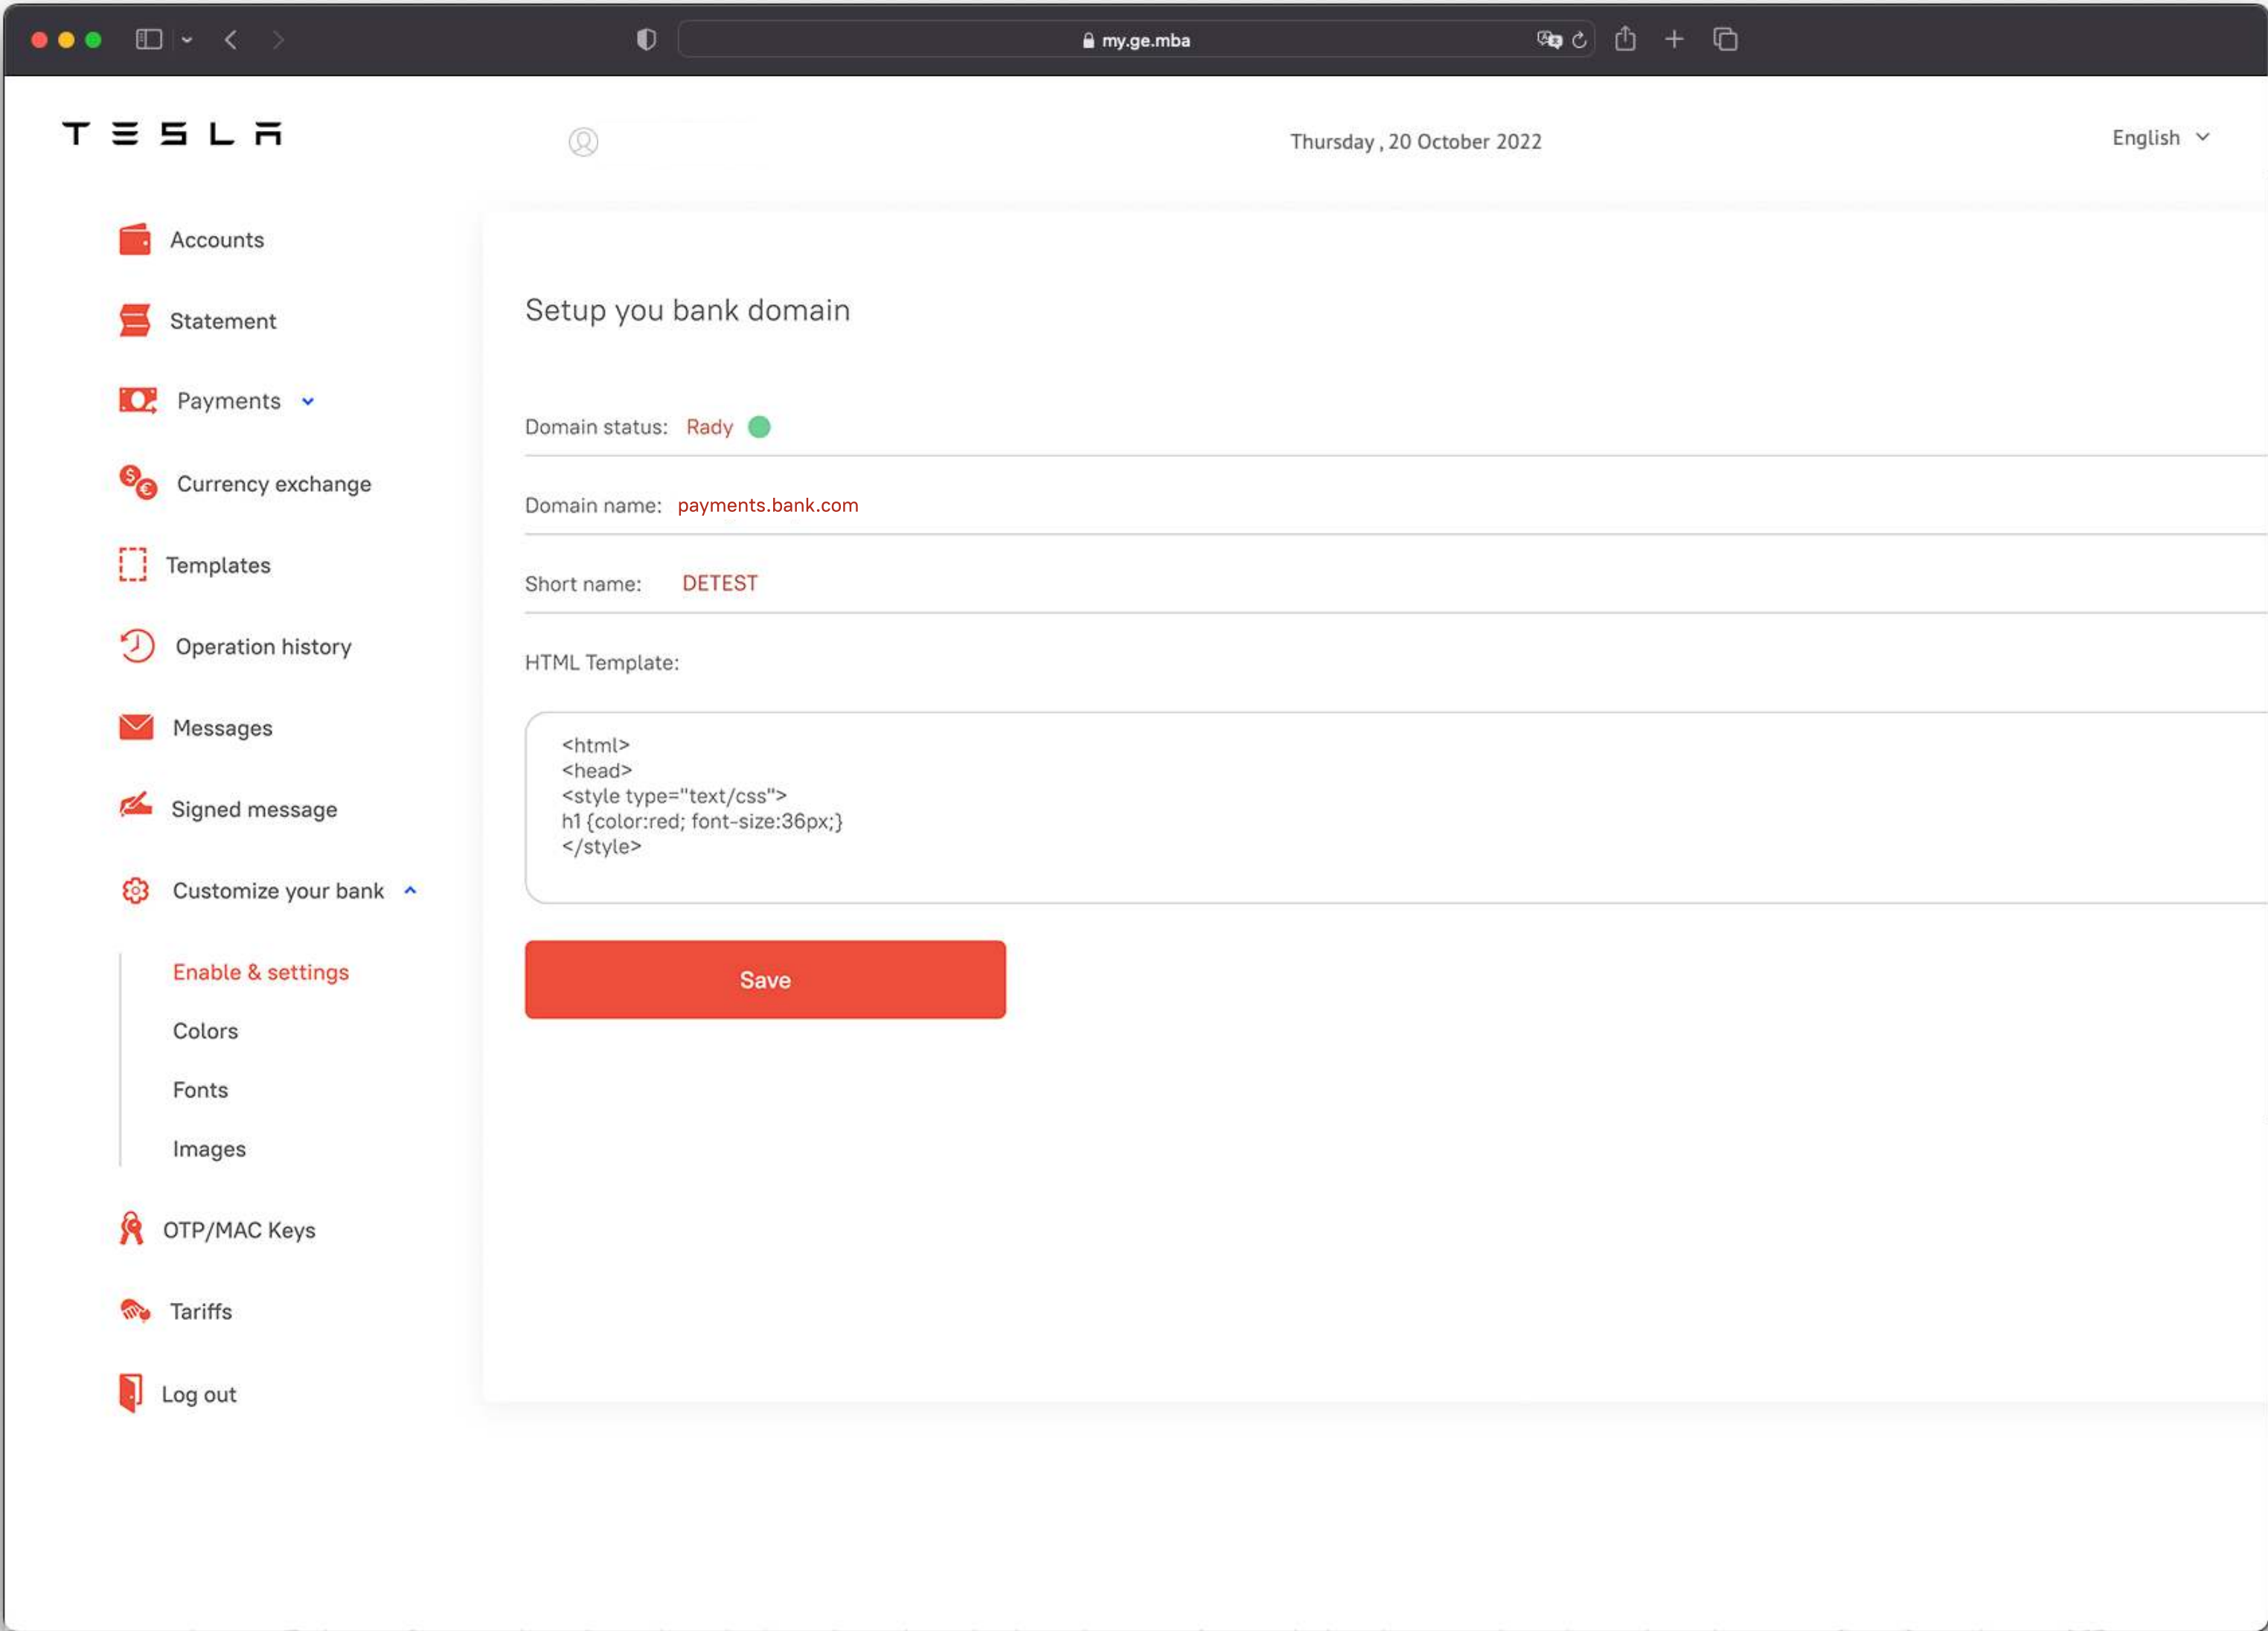 my.ge.mba
TESLA
Thursday , 20 October 2022
English
Accounts
Statement
Payments
Currency exchange
Templates
Operation history
Messages
Signed message
Customize your bank
Enable & settings
Colors
Fonts
Images
OTP/MAC Keys
Tariffs
Log out
Setup you bank domain
Domain status: Rady
Domain name: payments.bank.com
Short name: DETEST
HTML Template:
<html>
<head>
<style type="text/css">
h1 {color:red; font-size:36px;}
</style>
Save